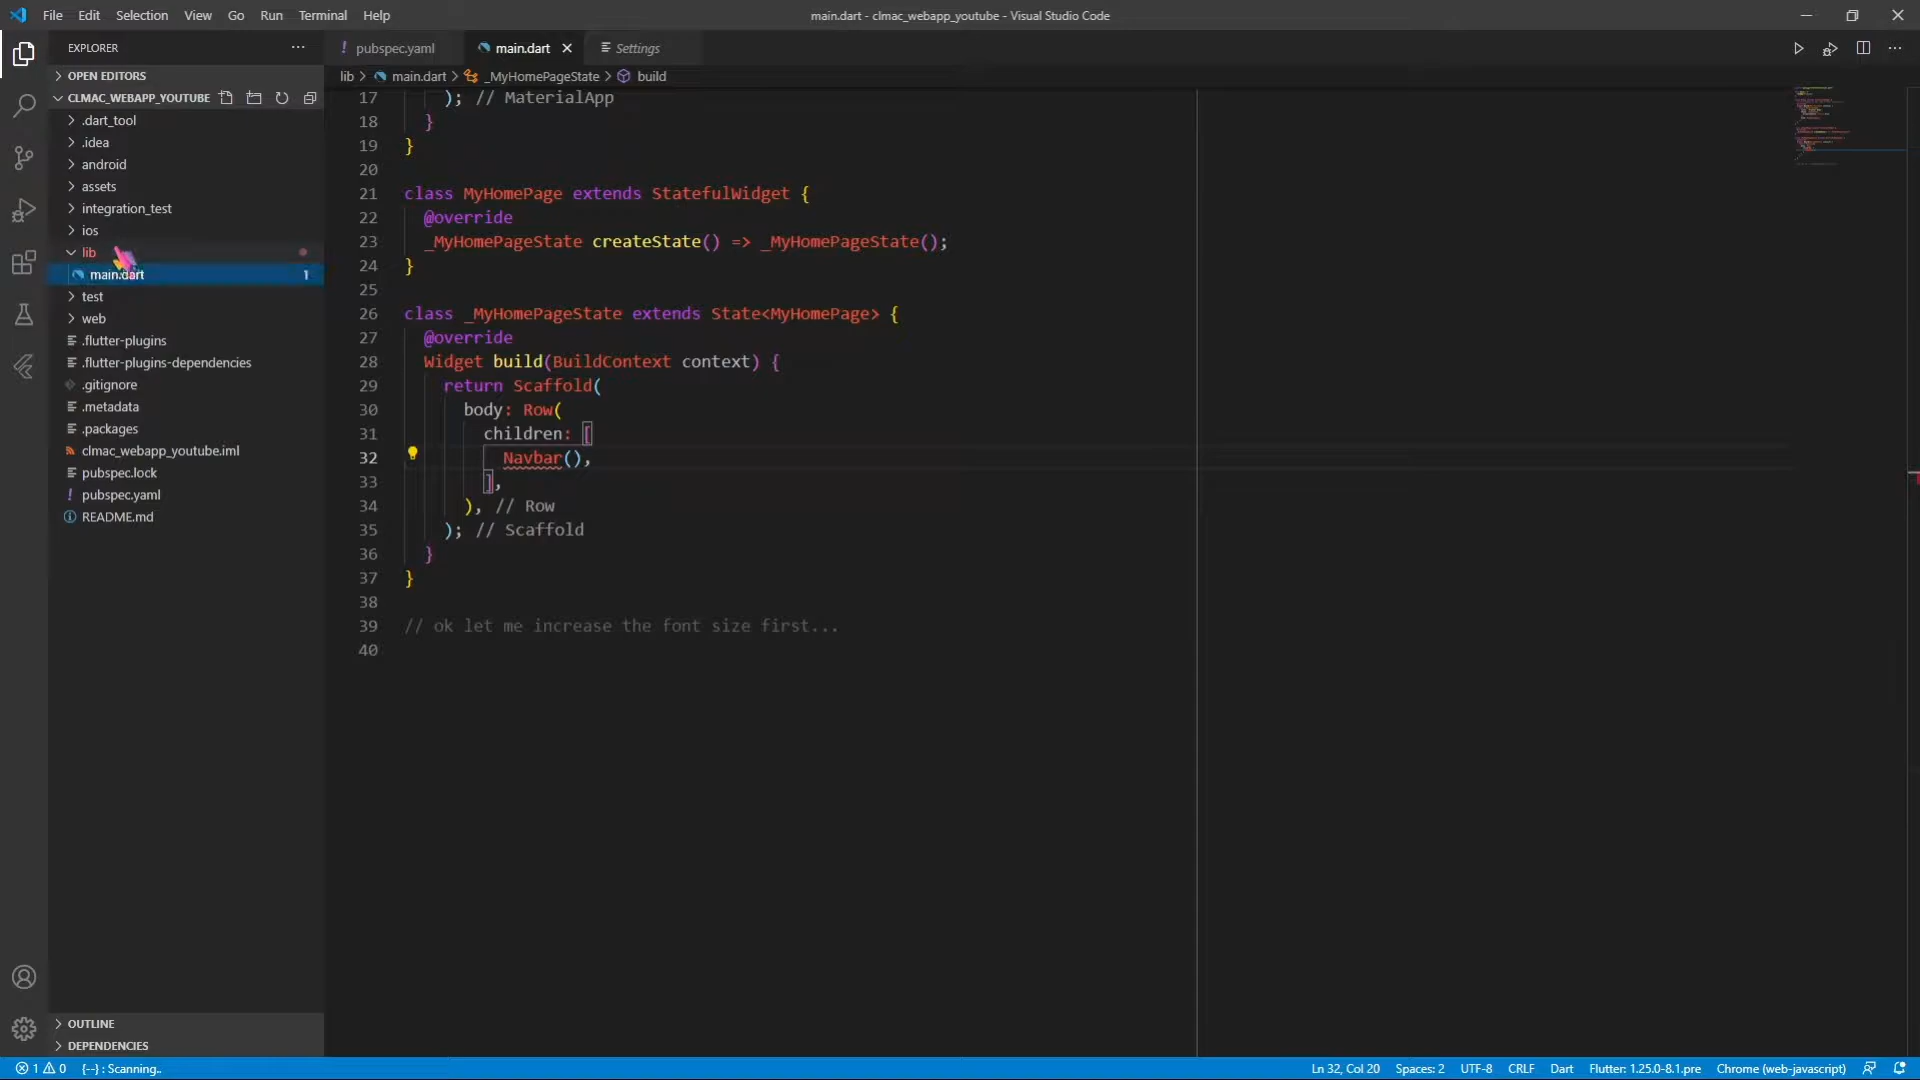 File Edit Selection View Go Run Terminal Help
main.dart - clmac_webapp_youtube - Visual Studio Code
EXPLORER
OPEN EDITORS
CLMAC_WEBAPP_YOUTUBE
.dart_tool
.idea
android
assets
integration_test
ios
lib
main.dart 1
test
web
.flutter-plugins
.flutter-plugins-dependencies
.gitignore
.metadata
.packages
clmac_webapp_youtube.iml
pubspec.lock
! pubspec.yaml
README.md
OUTLINE
DEPENDENCIES
! pubspec.yaml main.dart Settings
lib > main.dart > _MyHomePageState > build
17 ); // MaterialApp
18 }
19 }
20
21 class MyHomePage extends StatefulWidget {
22 @override
23 _MyHomePageState createState() => _MyHomePageState();
24 }
25
26 class _MyHomePageState extends State<MyHomePage> {
27 @override
28 Widget build(BuildContext context) {
29 return Scaffold(
30 body: Row(
31 children: [
32 Navbar(),
33 ],
34 ), // Row
35 ); // Scaffold
36 }
37 }
38
39 // ok let me increase the font size first...
40
1 0 {--} : Scanning..
Ln 32, Col 20 Spaces: 2 UTF-8 CRLF Dart Flutter: 1.25.0-8.1.pre Chrome (web-javascript)